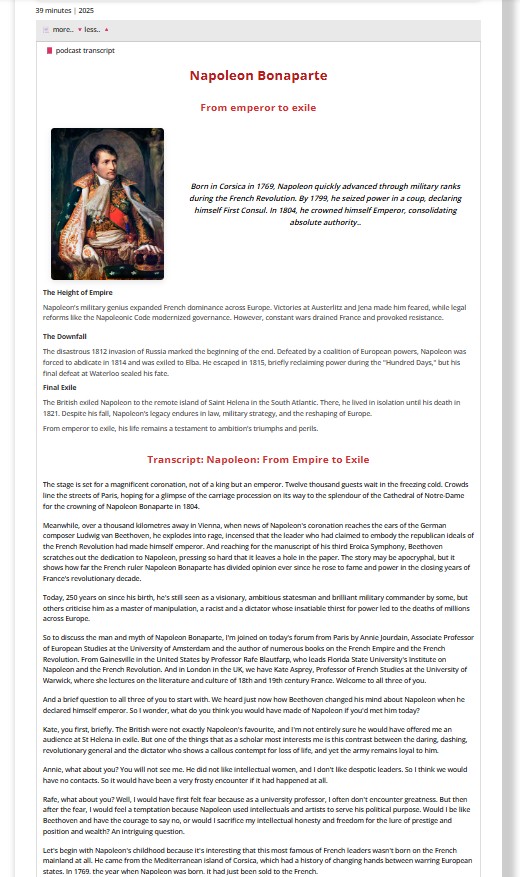 39 minutes | 2025
more.. ▼ less.. ▲
podcast transcript
Napoleon Bonaparte
From emperor to exile
Born in Corsica in 1769, Napoleon quickly advanced through military ranks
during the French Revolution. By 1799, he seized power in a coup, declaring
himself First Consul. In 1804, he crowned himself Emperor, consolidating
absolute authority..
The Height of Empire
Napoleon's military genius expanded French dominance across Europe. Victories at Austerlitz and Jena made him feared, while legal
reforms like the Napoleonic Code modernized governance. However, constant wars drained France and provoked resistance.
The Downfall
The disastrous 1812 invasion of Russia marked the beginning of the end. Defeated by a coalition of European powers, Napoleon was
forced to abdicate in 1814 and was exiled to Elba. He escaped in 1815, briefly reclaiming power during the "Hundred Days," but his
final defeat at Waterloo sealed his fate.
Final Exile
The British exiled Napoleon to the remote island of Saint Helena in the South Atlantic. There, he lived in isolation until his death in
1821. Despite his fall, Napoleon's legacy endures in law, military strategy, and the reshaping of Europe.
From emperor to exile, his life remains a testament to ambition's triumphs and perils.
Transcript: Napoleon: From Empire to Exile
The stage is set for a magnificent coronation, not of a king but an emperor. Twelve thousand guests wait in the freezing cold. Crowds
line the streets of Paris, hoping for a glimpse of the carriage procession on its way to the splendour of the Cathedral of Notre-Dame
for the crowning of Napoleon Bonaparte in 1804.
Meanwhile, over a thousand kilometres away in Vienna, when news of Napoleon's coronation reaches the ears of the German
composer Ludwig van Beethoven, he explodes into rage, incensed that the leader who had claimed to embody the republican ideals of
the French Revolution had made himself emperor. And reaching for the manuscript of his third Eroica Symphony, Beethoven
scratches out the dedication to Napoleon, pressing so hard that it leaves a hole in the paper. The story may be apocryphal, but it
shows how far the French ruler Napoleon Bonaparte has divided opinion ever since he rose to fame and power in the closing years of
France's revolutionary decade.
Today, 250 years on since his birth, he's still seen as a visionary, ambitious statesman and brilliant military commander by some, but
others criticise him as a master of manipulation, a racist and a dictator whose insatiable thirst for power led to the deaths of millions
across Europe.
So to discuss the man and myth of Napoleon Bonaparte, I'm joined on today's forum from Paris by Annie Jourdain, Associate Professor
of European Studies at the University of Amsterdam and the author of numerous books on the French Empire and the French
Revolution. From Gainesville in the United States by Professor Rafe Blautfarp, who leads Florida State University's Institute on
Napoleon and the French Revolution. And in London in the UK, we have Kate Asprey, Professor of French Studies at the University of
Warwick, where she lectures on the literature and culture of 18th and 19th century France. Welcome to all three of you.
And a brief question to all three of you to start with. We heard just now how Beethoven changed his mind about Napoleon when he
declared himself emperor. So I wonder, what do you think you would have made of Napoleon if you'd met him today?
Kate, you first, briefly. The British were not exactly Napoleon's favourite, and I'm not entirely sure he would have offered me an
audience at St Helena in exile. But one of the things that as a scholar most interests me is this contrast between the daring, dashing,
revolutionary general and the dictator who shows a callous contempt for loss of life, and yet the army remains loyal to him.
Annie, what about you? You will not see me. He did not like intellectual women, and I don't like despotic leaders. So I think we would
have no contacts. So it would have been a very frosty encounter if it had happened at all.
Rafe, what about you? Well, I would have first felt fear because as a university professor, I often don't encounter greatness. But then
after the fear, I would feel a temptation because Napoleon used intellectuals and artists to serve his political purpose. Would I be like
Beethoven and have the courage to say no, or would I sacrifice my intellectual honesty and freedom for the lure of prestige and
position and wealth? An intriguing question.
Let's begin with Napoleon's childhood because it's interesting that this most famous of French leaders wasn't born on the French
mainland at all. He came from the Mediterranean island of Corsica, which had a history of changing hands between warring European
states. In 1769, the year when Napoleon was born, it had just been sold to the French.